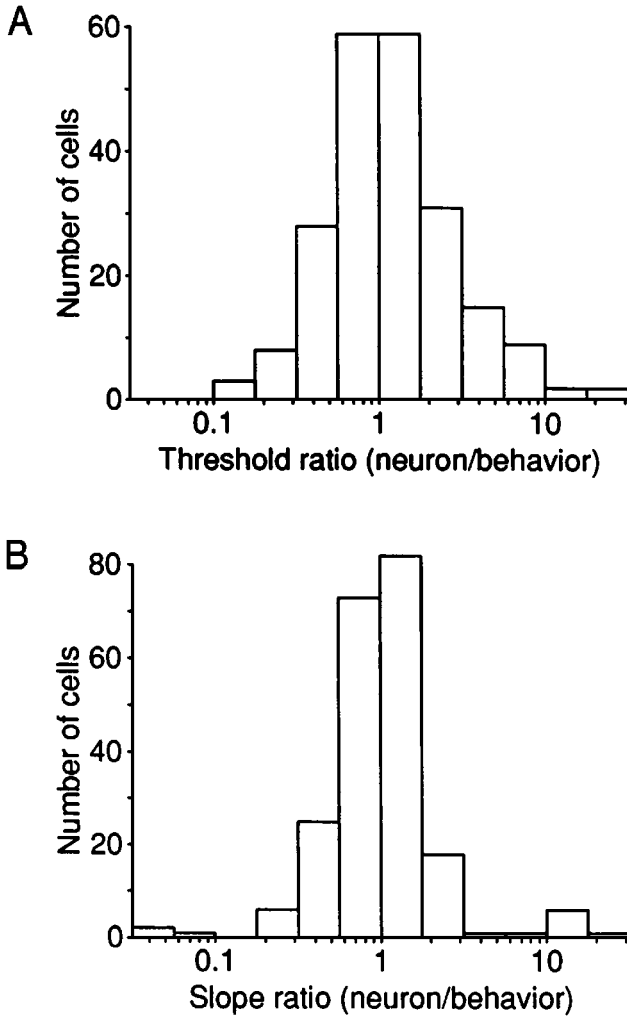 A
Number of cells
60
40
20
0
0.1 1 10
Threshold ratio (neuron/behavior)
B
Number of cells
80
60
40
20
0
0.1 1 10
Slope ratio (neuron/behavior)